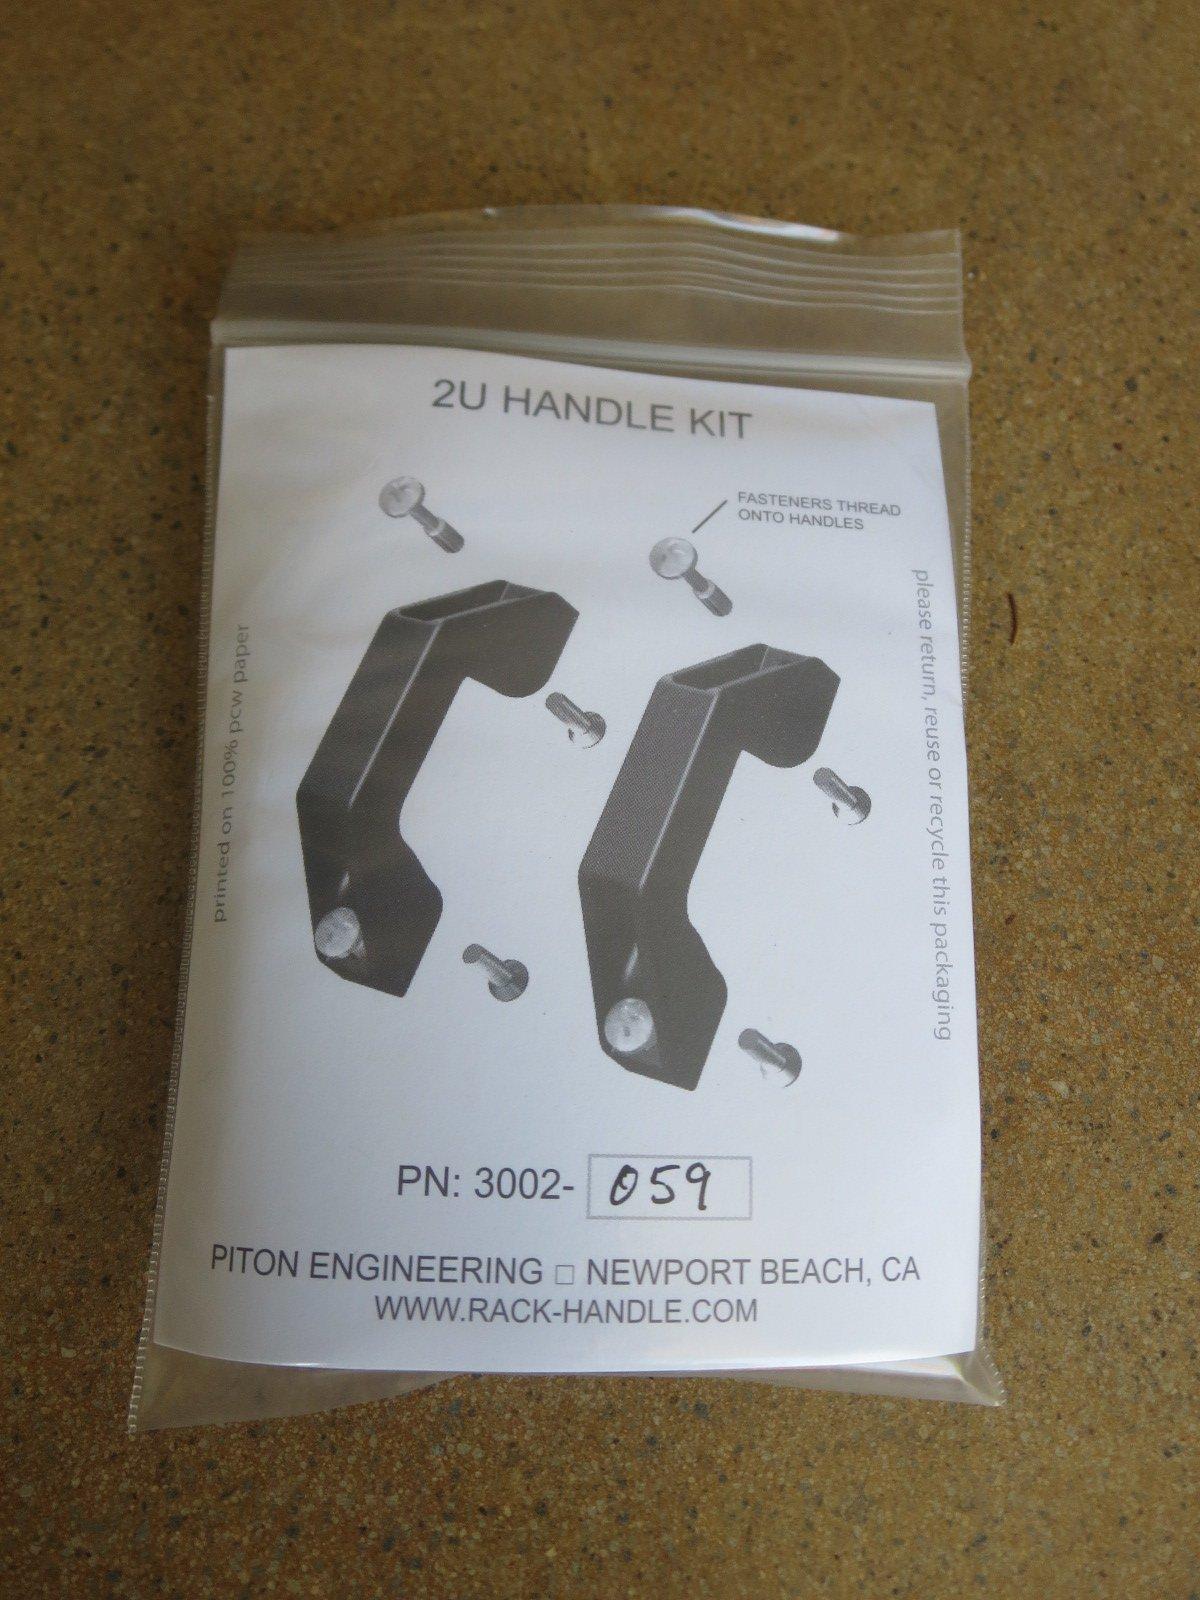 2U HANDLE KIT
FASTENERS THREAD
ONTO HANDLES
printed on 100% pcw paper
please return, reuse or recycle this packaging
PN: 3002- 059
PITON ENGINEERING □ NEWPORT BEACH, CA
WWW.RACK-HANDLE.COM